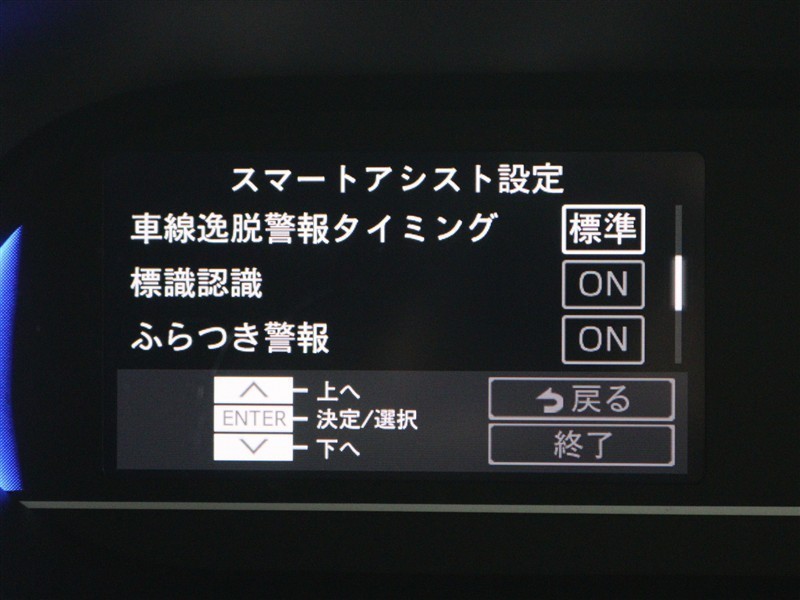 スマートアシスト設定
車線逸脱警報タイミング 標準
標識認識 ON
ふらつき警報 ON
上へ
ENTER 決定/選択
下へ
戻る
終了